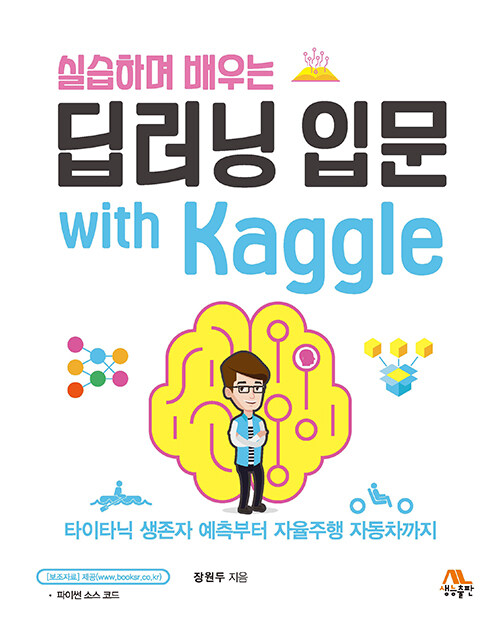 실습하며 배우는
딥러닝 입문
with Kaggle
타이타닉 생존자 예측부터 자율주행 자동차까지
[보조자료] 제공(www.booksr.co.kr)
• 파이썬 소스 코드
장원두 지음
생능출판